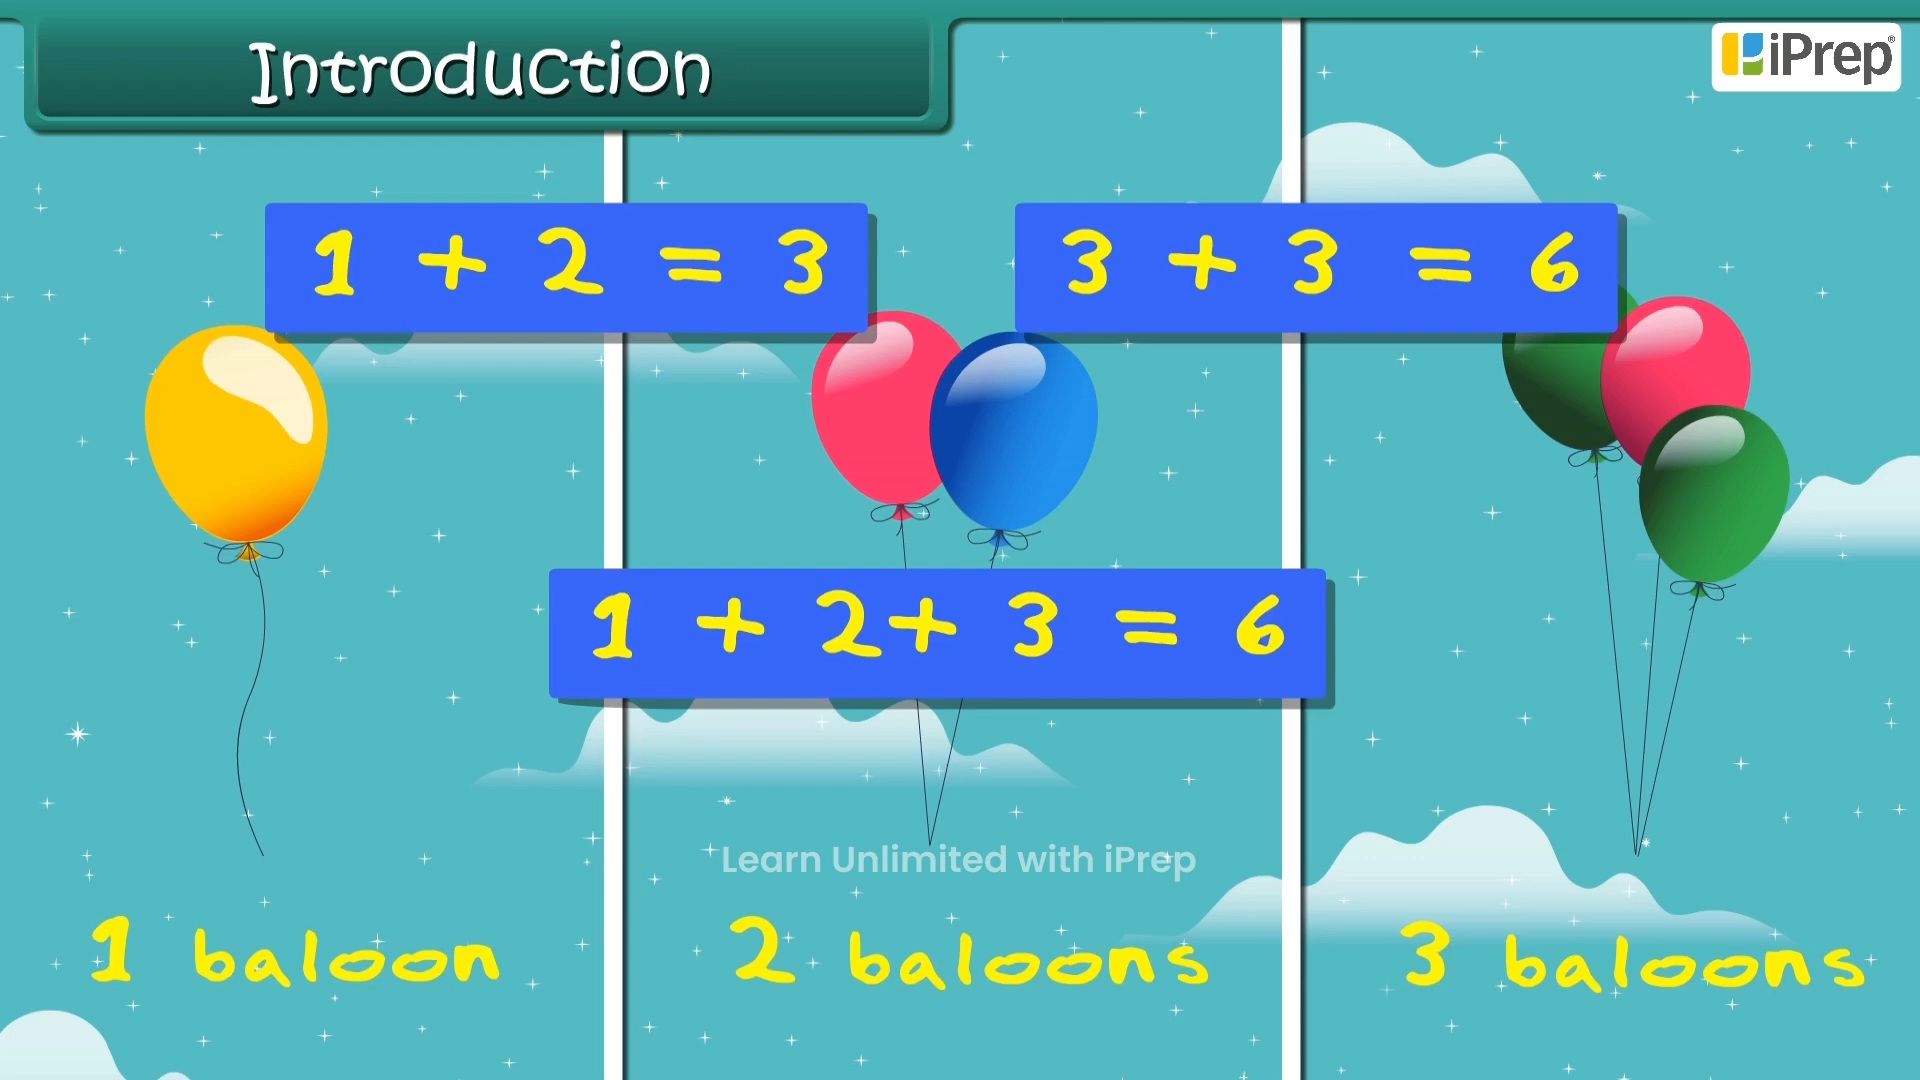 Introduction
iPrep®
1 + 2 = 3
3 + 3 = 6
1 + 2+ 3 = 6
Learn Unlimited with iPrep
1 baloon
2 baloons
3 baloons